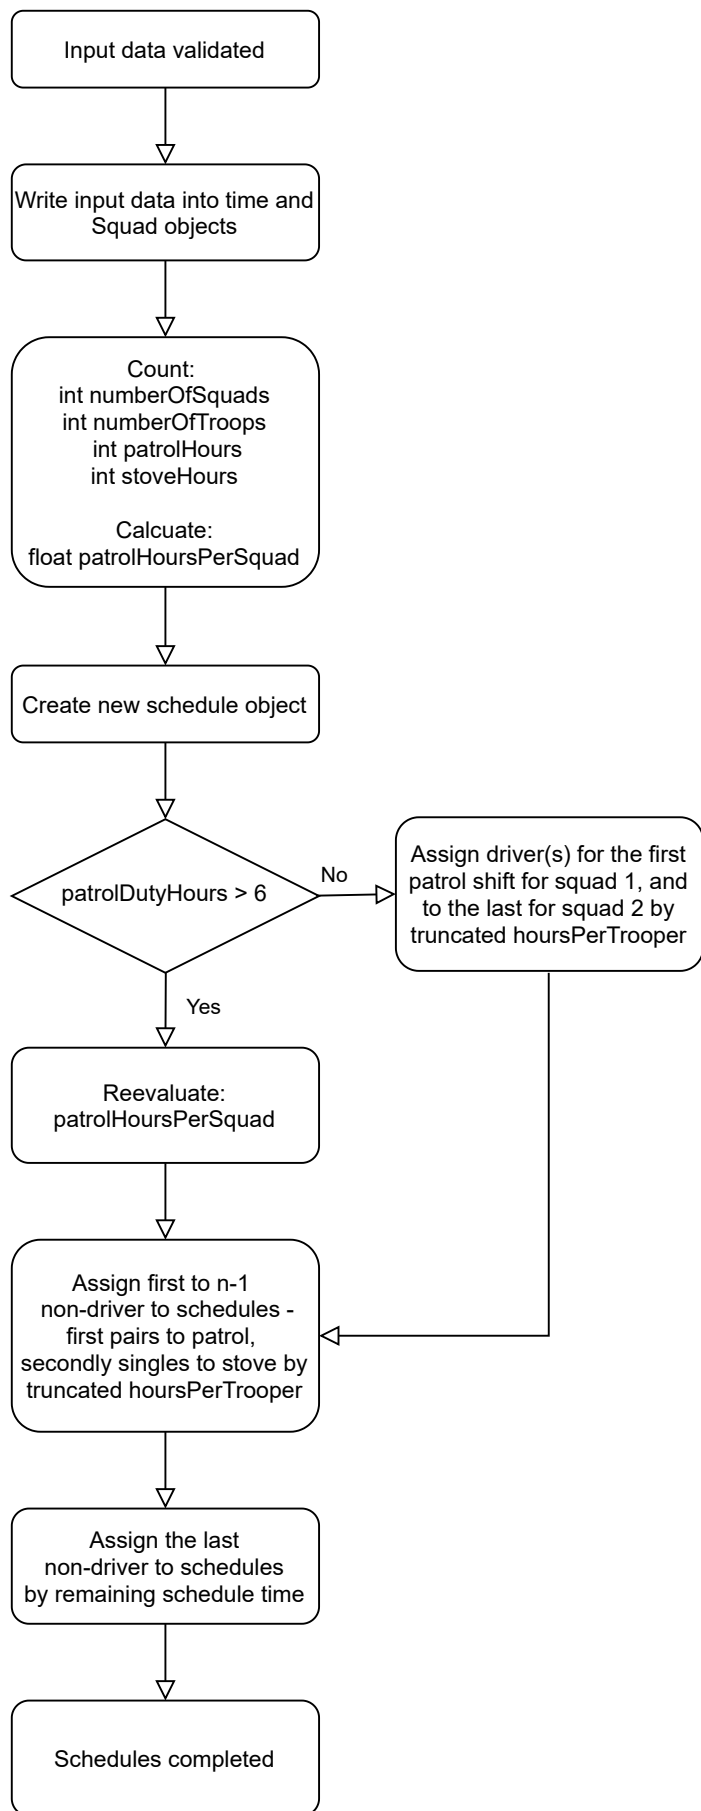 Input data validated
Write input data into time and
Squad objects
Count:
int numberOfSquads
int numberOfTroops
int patrolHours
int stoveHours
Calcuate:
float patrolHoursPerSquad
Create new schedule object
patrolDutyHours > 6
No
Assign driver(s) for the first
patrol shift for squad 1, and
to the last for squad 2 by
truncated hoursPerTrooper
Yes
Reevaluate:
patrolHoursPerSquad
Assign first to n-1
non-driver to schedules -
first pairs to patrol,
secondly singles to stove by
truncated hoursPerTrooper
Assign the last
non-driver to schedules
by remaining schedule time
Schedules completed